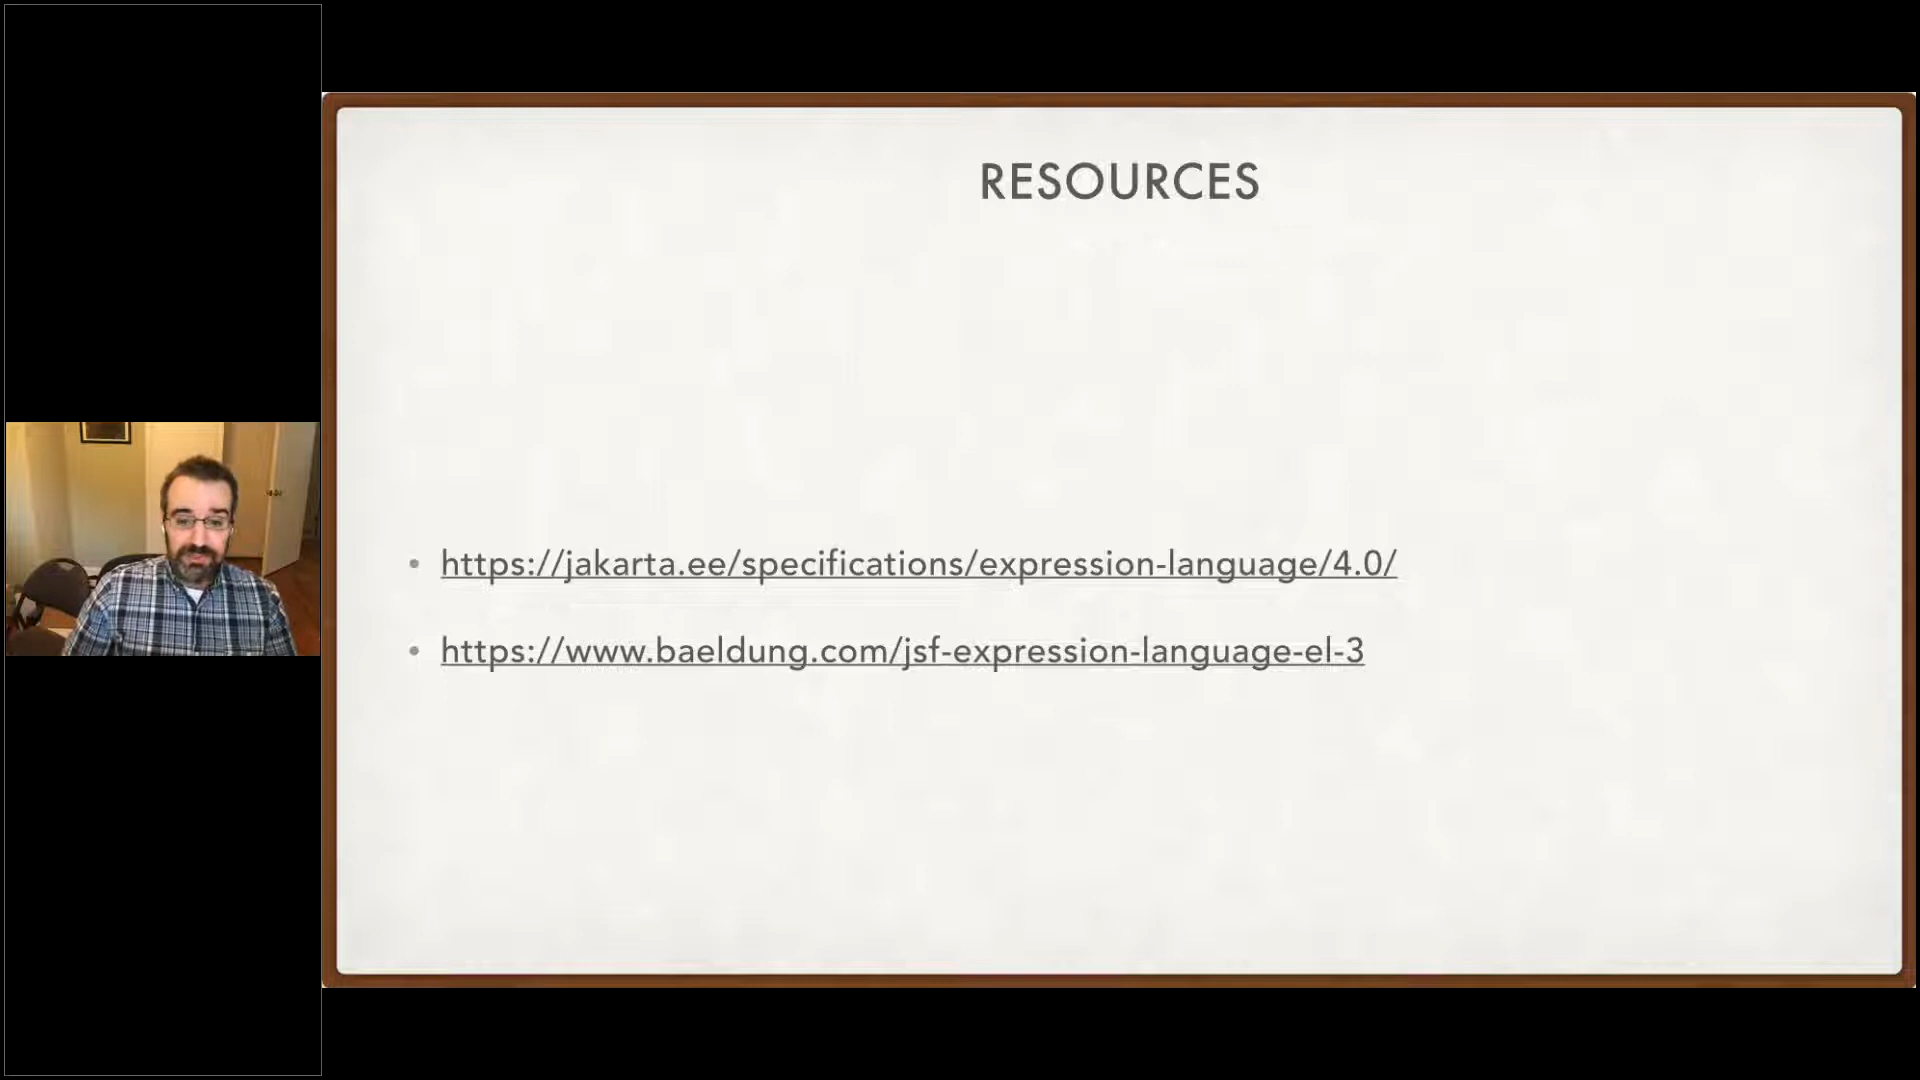 RESOURCES
https://jakarta.ee/specifications/expression-language/4.0/
https://www.baeldung.com/jsf-expression-language-el-3